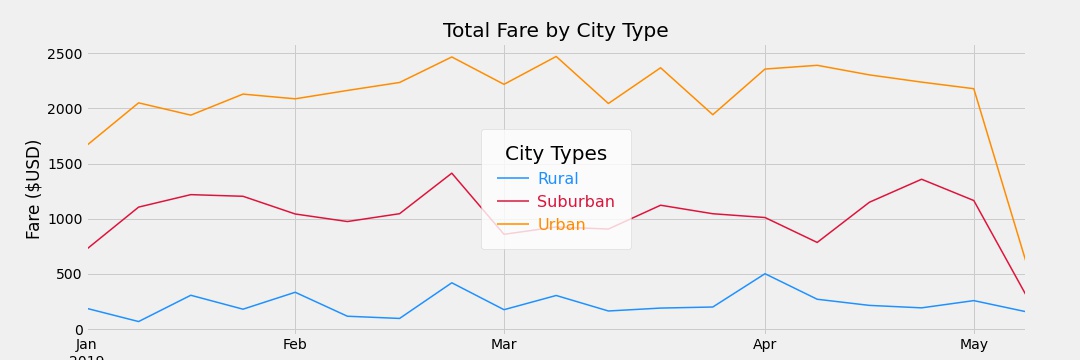 Total Fare by City Type
Fare ($USD)
2500
2000
1500
1000
500
0
City Types
Rural
Suburban
Urban
Jan Feb Mar Apr May
2019